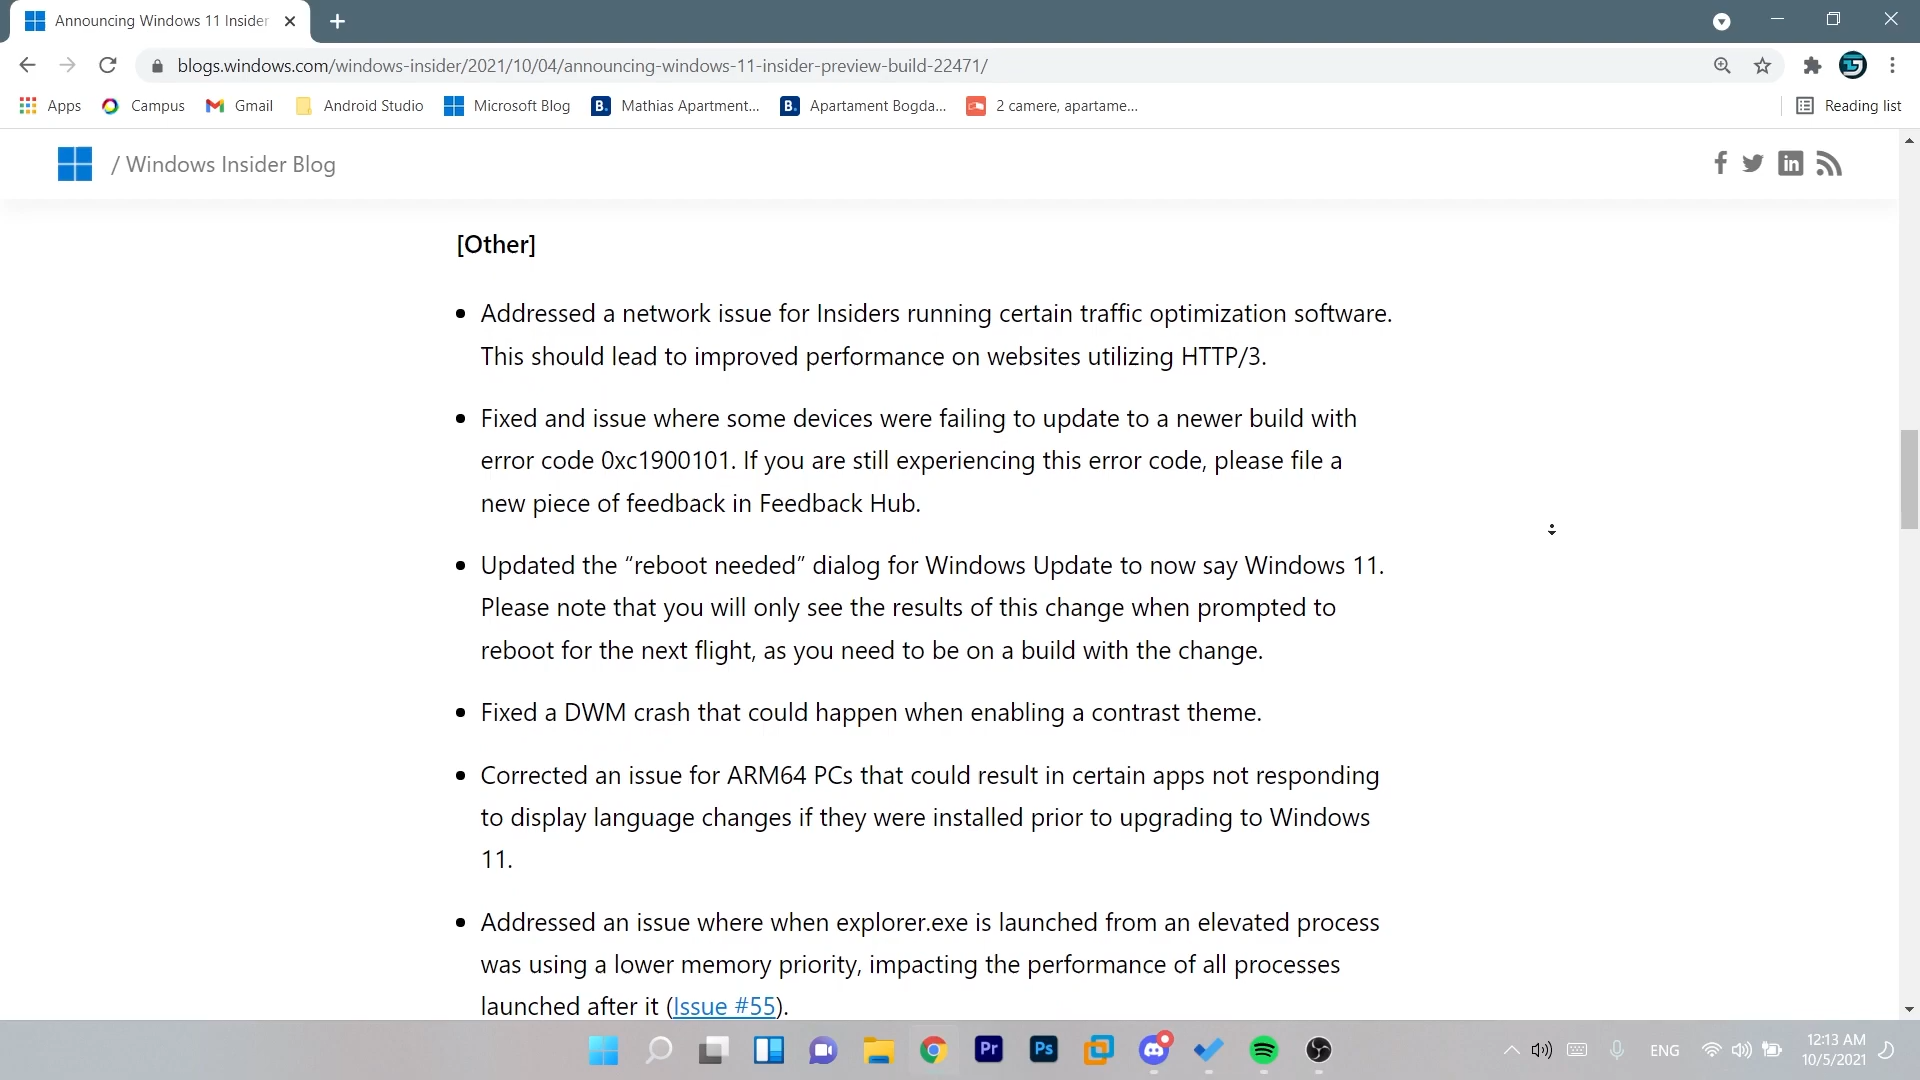 Announcing Windows 11 Insider
blogs.windows.com/windows-insider/2021/10/04/announcing-windows-11-insider-preview-build-22471/
Apps Campus Gmail Android Studio Microsoft Blog B. Mathias Apartment... B. Apartament Bogda... 2 camere, apartame... Reading list
/ Windows Insider Blog
[Other]
• Addressed a network issue for Insiders running certain traffic optimization software.
This should lead to improved performance on websites utilizing HTTP/3.
• Fixed and issue where some devices were failing to update to a newer build with
error code 0xc1900101. If you are still experiencing this error code, please file a
new piece of feedback in Feedback Hub.
• Updated the “reboot needed” dialog for Windows Update to now say Windows 11.
Please note that you will only see the results of this change when prompted to
reboot for the next flight, as you need to be on a build with the change.
• Fixed a DWM crash that could happen when enabling a contrast theme.
• Corrected an issue for ARM64 PCs that could result in certain apps not responding
to display language changes if they were installed prior to upgrading to Windows
11.
• Addressed an issue where when explorer.exe is launched from an elevated process
was using a lower memory priority, impacting the performance of all processes
launched after it (Issue #55).
Pr Ps ENG 12:13 AM
10/5/2021